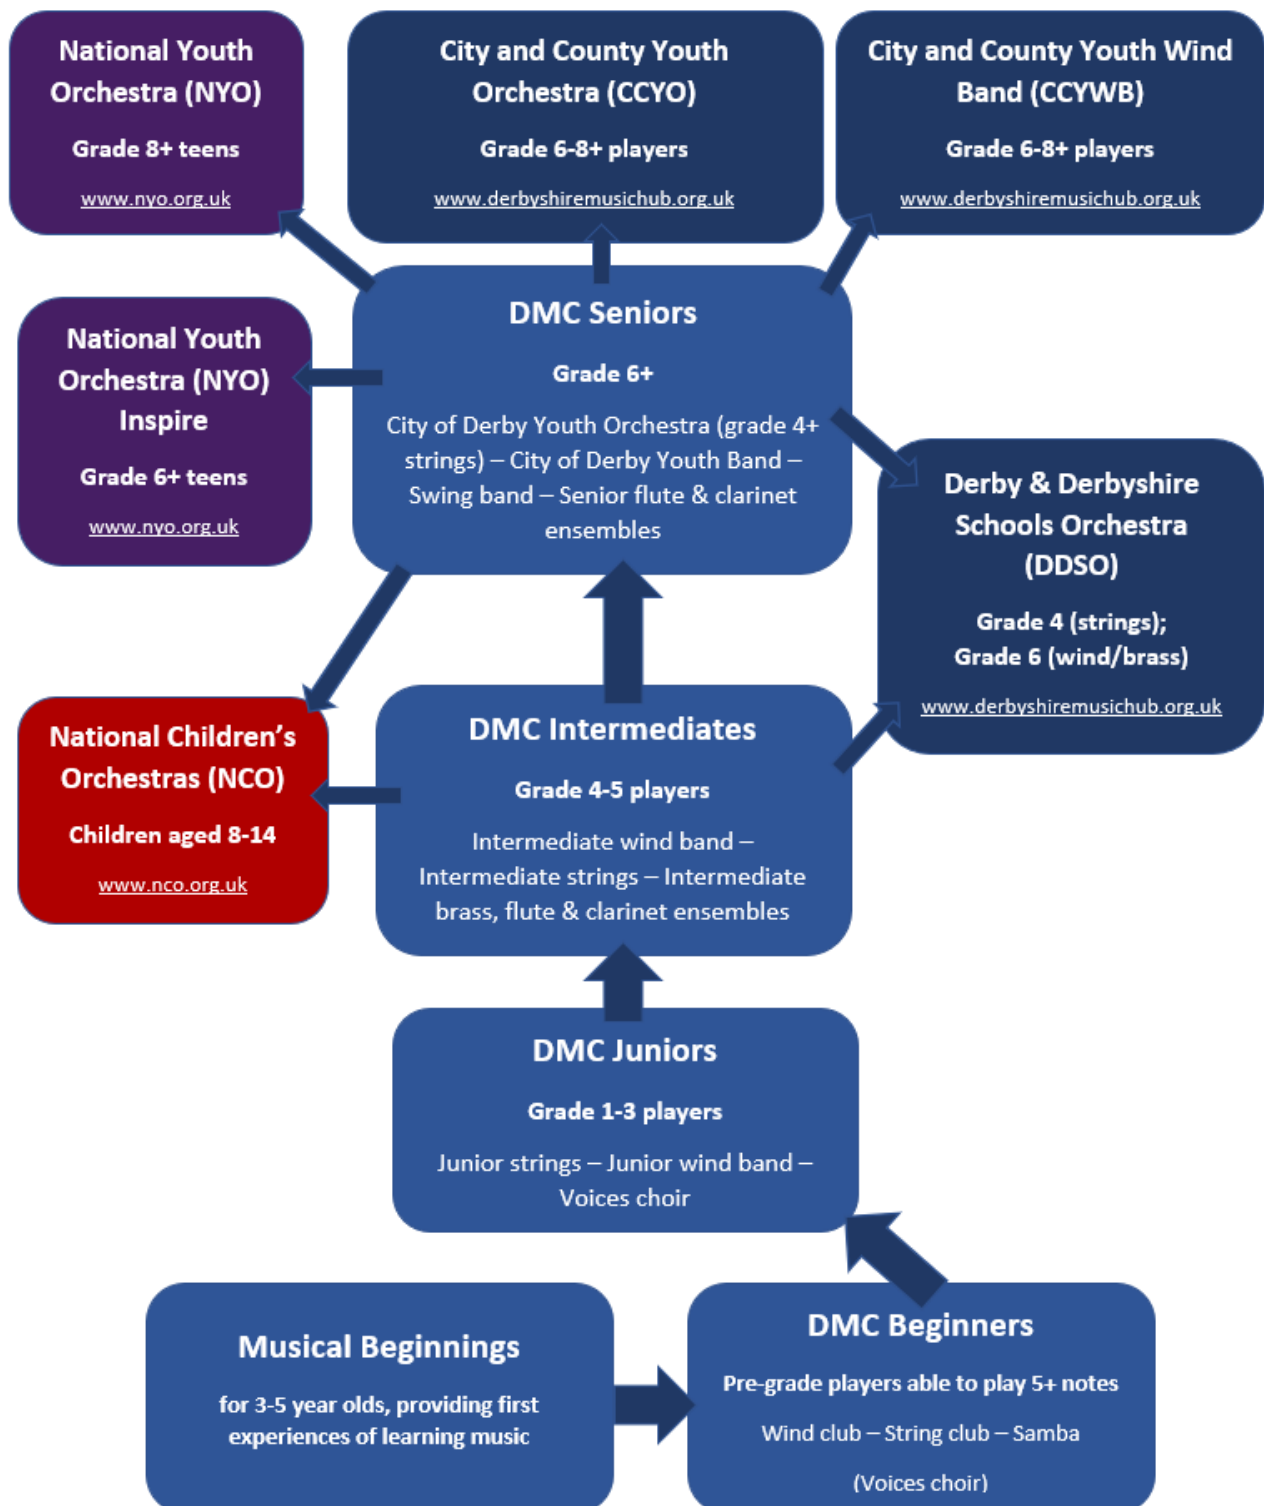 National Youth
Orchestra (NYO)
Grade 8+ teens
www.nyo.org.uk
City and County Youth
Orchestra (CCYO)
Grade 6-8+ players
www.derbyshiremusichub.org.uk
City and County Youth Wind
Band (CCYWB)
Grade 6-8+ players
www.derbyshiremusichub.org.uk
DMC Seniors
Grade 6+
City of Derby Youth Orchestra (grade 4+
strings) – City of Derby Youth Band –
Swing band – Senior flute & clarinet
ensembles
National Youth
Orchestra (NYO)
Inspire
Grade 6+ teens
www.nyo.org.uk
Derby & Derbyshire
Schools Orchestra
(DDSO)
Grade 4 (strings);
Grade 6 (wind/brass)
www.derbyshiremusichub.org.uk
National Children’s
Orchestras (NCO)
Children aged 8-14
www.nco.org.uk
DMC Intermediates
Grade 4-5 players
Intermediate wind band –
Intermediate strings – Intermediate
brass, flute & clarinet ensembles
DMC Juniors
Grade 1-3 players
Junior strings – Junior wind band –
Voices choir
Musical Beginnings
for 3-5 year olds, providing first
experiences of learning music
DMC Beginners
Pre-grade players able to play 5+ notes
Wind club – String club – Samba
(Voices choir)